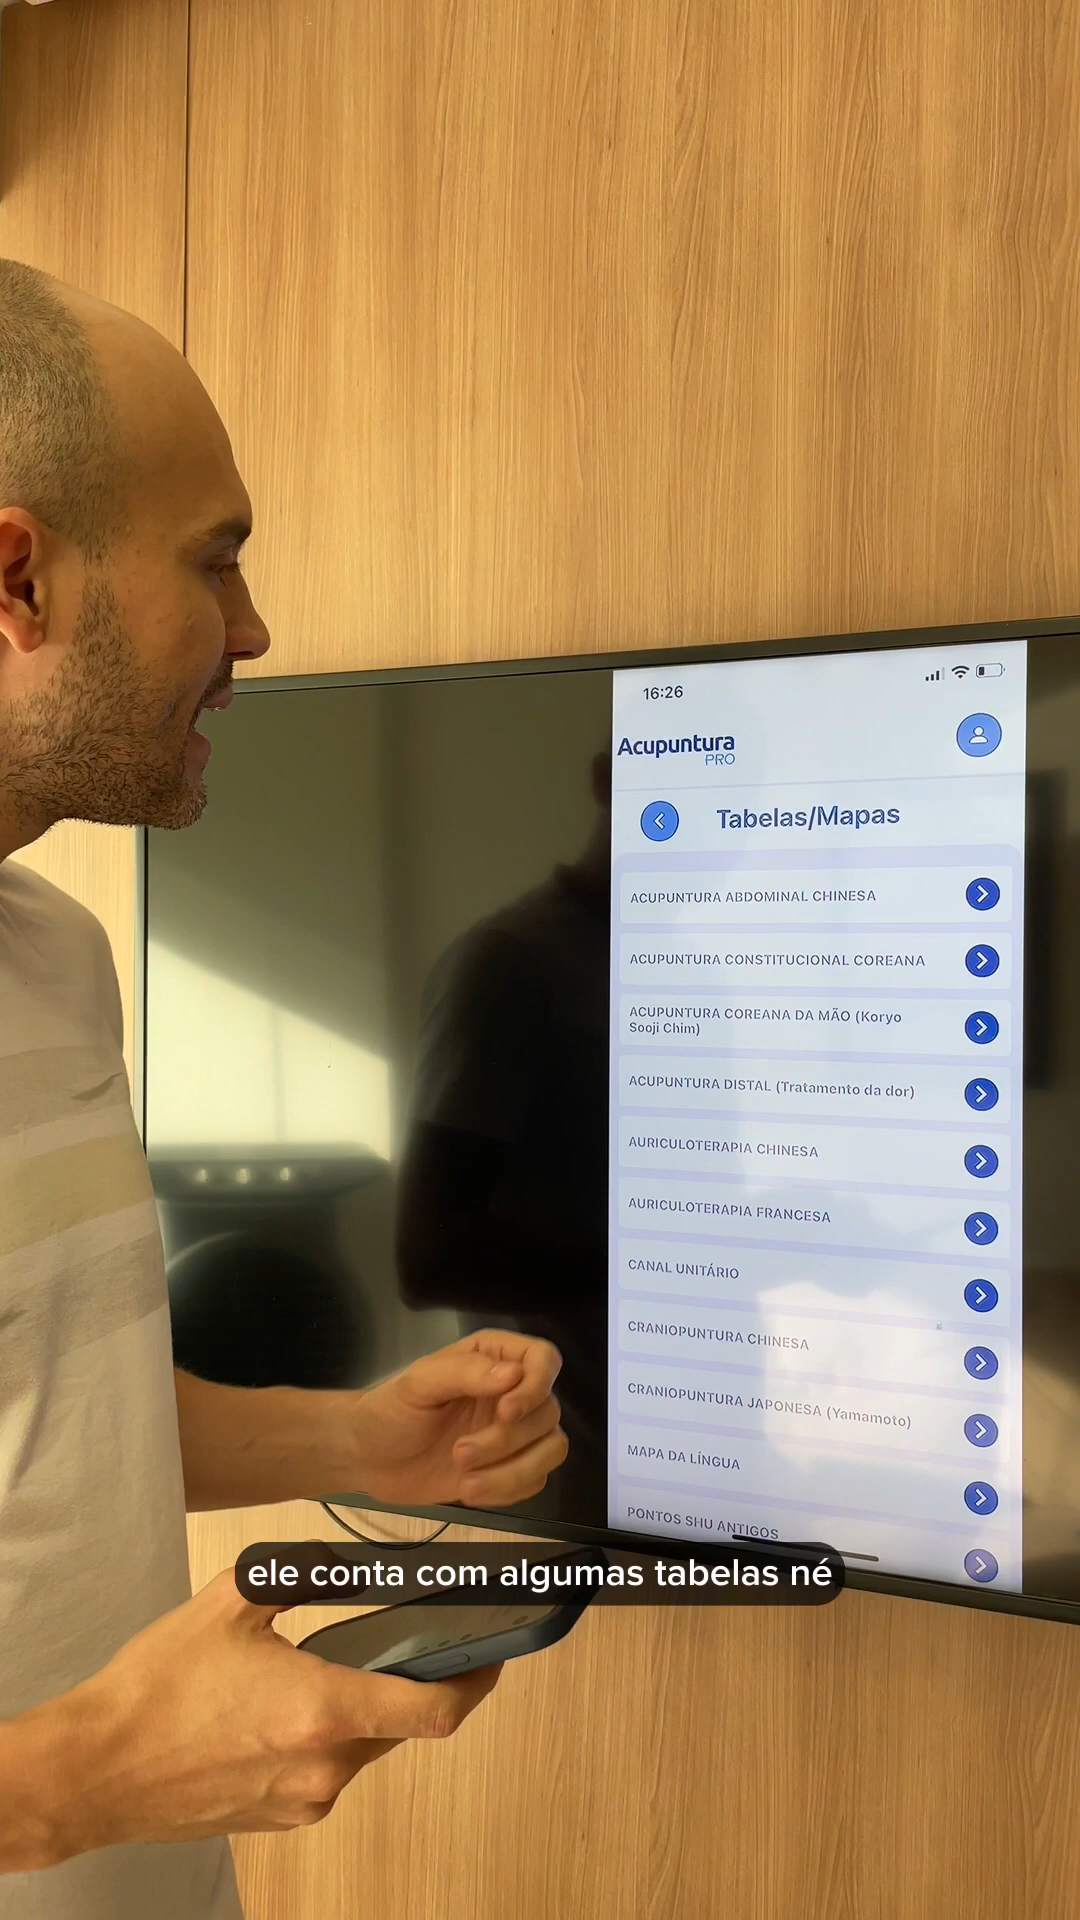 16:26
Acupuntura
PRO
Tabelas/Mapas
ACUPUNTURA ABDOMINAL CHINESA
ACUPUNTURA CONSTITUCIONAL COREANA
ACUPUNTURA COREANA DA MÃO (Koryo
Sooji Chim)
ACUPUNTURA DISTAL (Tratamento da dor)
AURICULOTERAPIA CHINESA
AURICULOTERAPIA FRANCESA
CANAL UNITÁRIO
CRANIOPUNTURA CHINESA
CRANIOPUNTURA JAPONESA (Yamamoto)
MAPA DA LÍNGUA
PONTOS SHU ANTIGOS
ele conta com algumas tabelas né